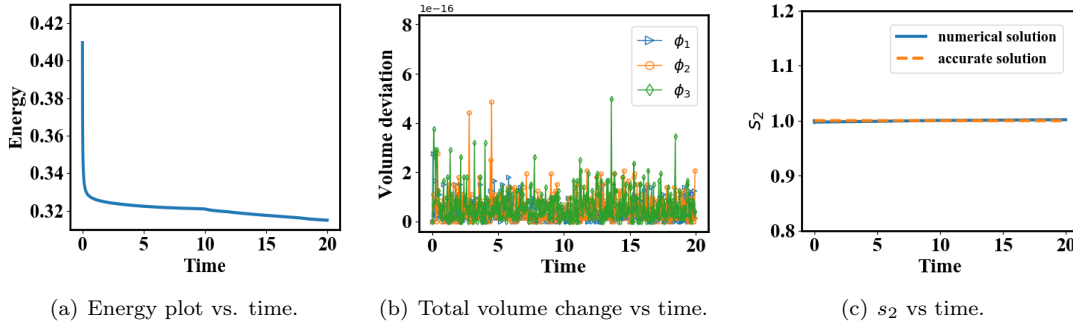 0.42
0.40
0.38
0.36
0.34
0.32
Energy
0
5
10
15
20
Time
(a) Energy plot vs. time.
1e−16
8
6
4
2
0
Volume deviation
ϕ1
ϕ2
ϕ3
0
5
10
15
20
Time
(b) Total volume change vs time.
1.2
1.1
1.0
0.9
0.8
s2
numerical solution
accurate solution
0
5
10
15
20
Time
(c) s2 vs time.